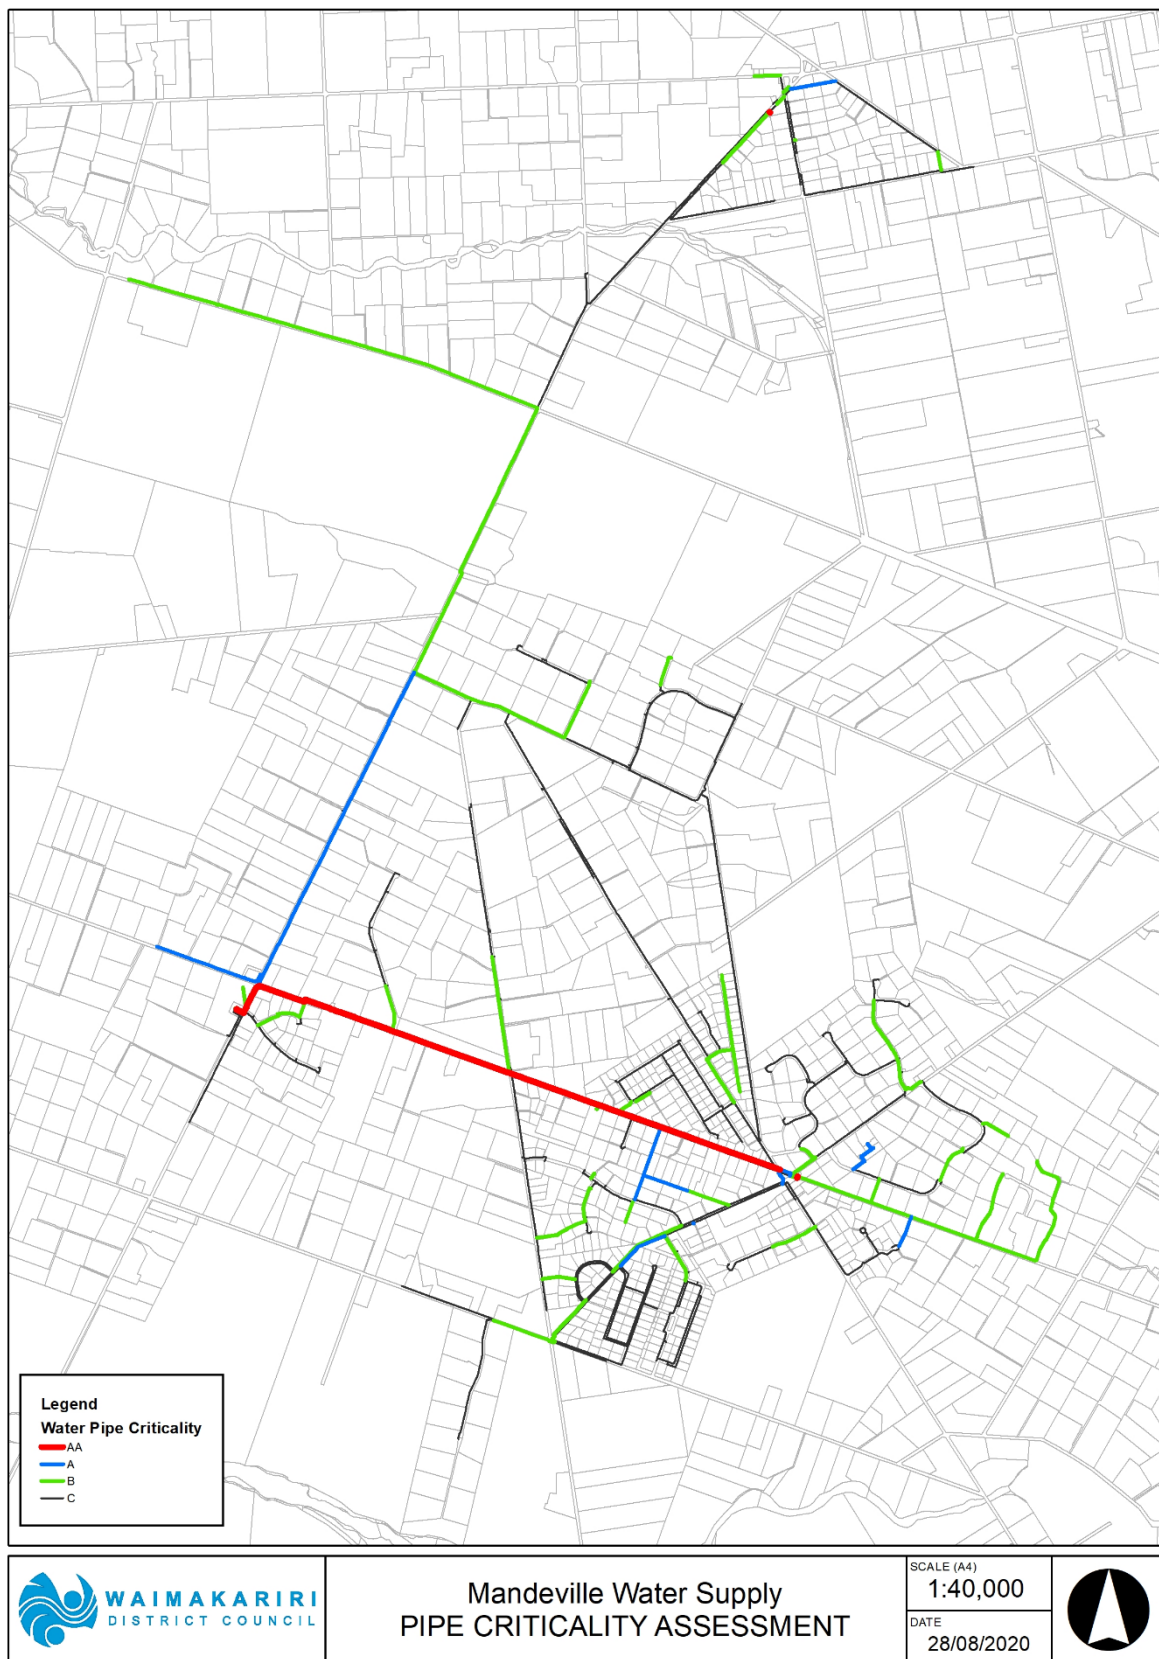 Legend
Water Pipe Criticality
AA
A
B
C
WAIMAKARIRI
DISTRICT COUNCIL
Mandeville Water Supply
PIPE CRITICALITY ASSESSMENT
SCALE (A4)
1:40,000
DATE
28/08/2020